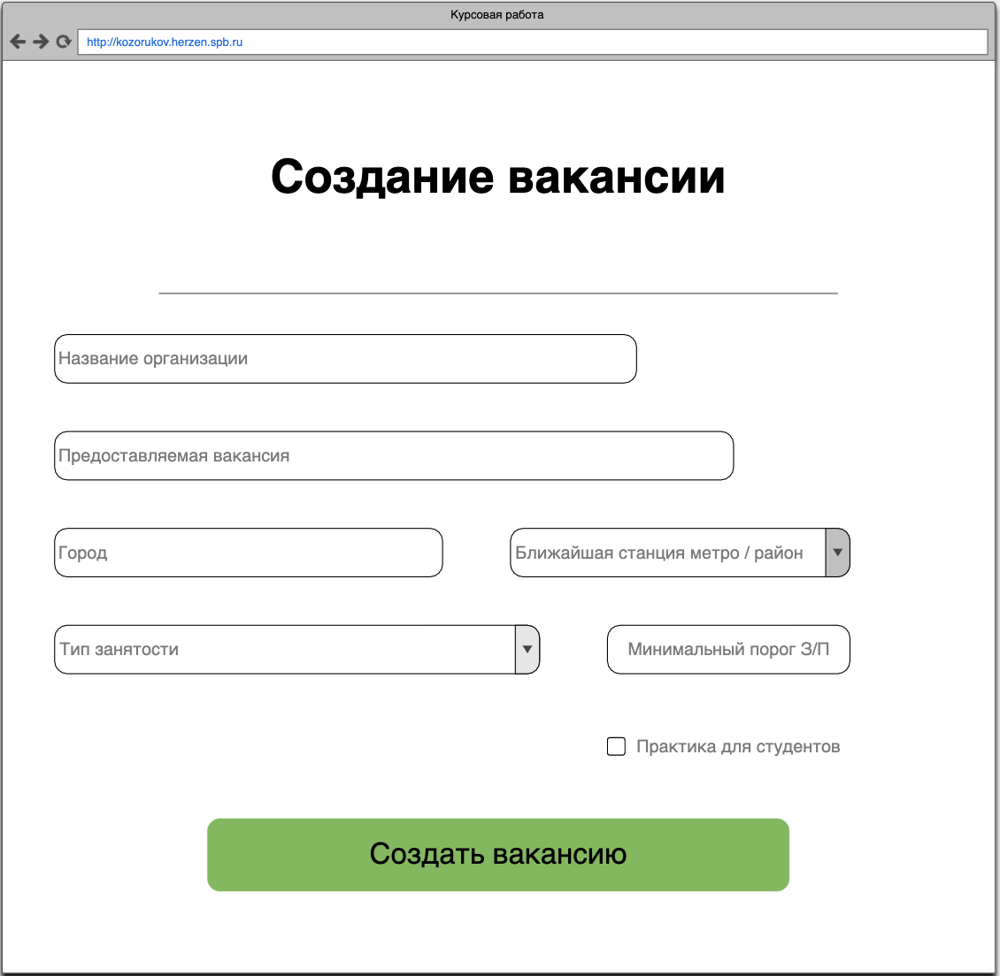 Курсовая работа
http://kozorukov.herzen.spb.ru
Создание вакансии
Название организации
Предоставляемая вакансия
Город
Ближайшая станция метро / район
Тип занятости
Минимальный порог З/П
Практика для студентов
Создать вакансию